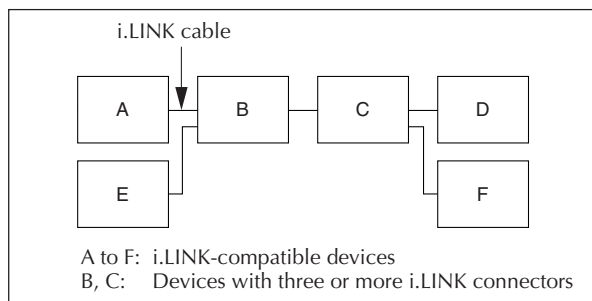 i.LINK cable
A
B
C
D
E
F
A to F: i.LINK-compatible devices
B, C: Devices with three or more i.LINK connectors